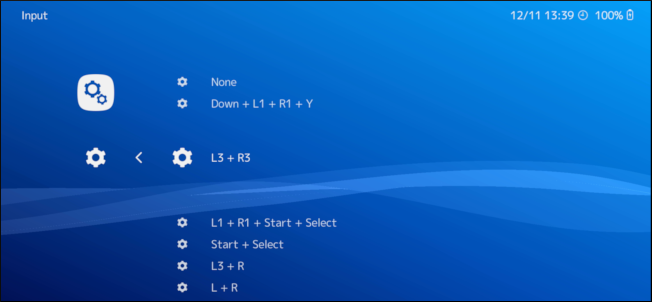 Input
12/11 13:39 100%
None
Down + L1 + R1 + Y
L3 + R3
L1 + R1 + Start + Select
Start + Select
L3 + R
L + R